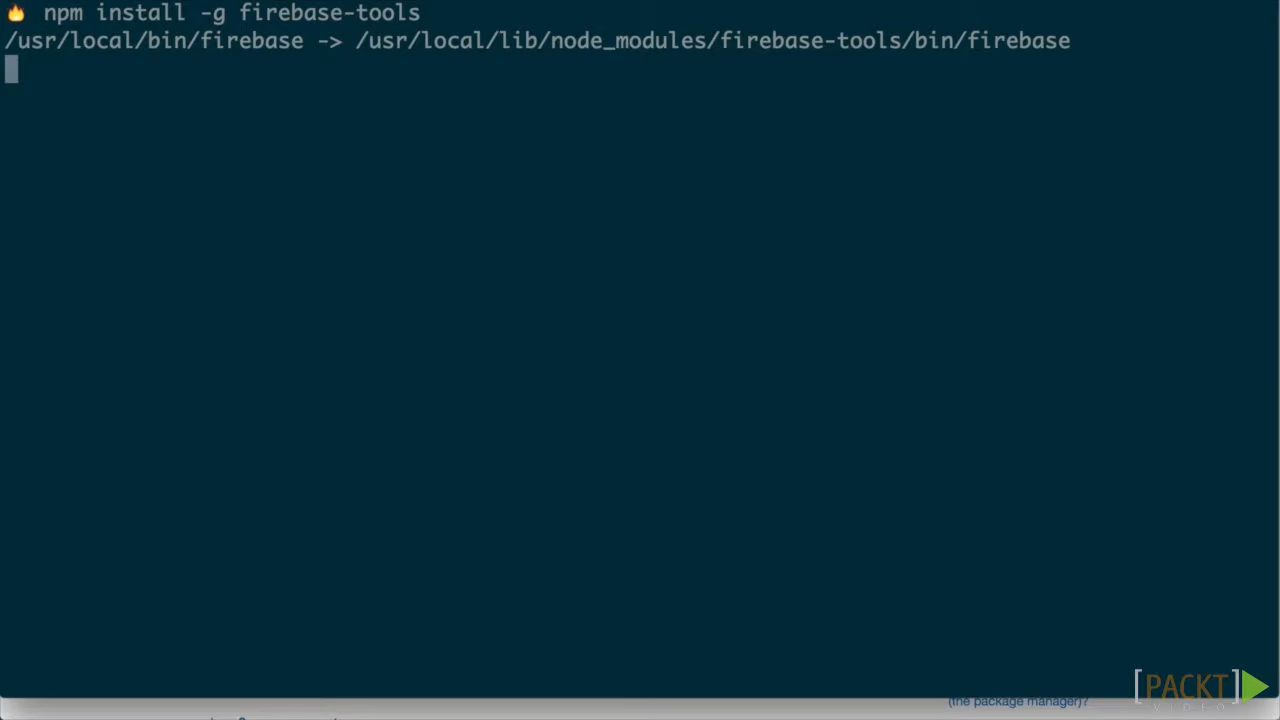 npm install -g firebase-tools
/usr/local/bin/firebase -> /usr/local/lib/node_modules/firebase-tools/bin/firebase
(the package manager)?
[PACKT]
VIDEO